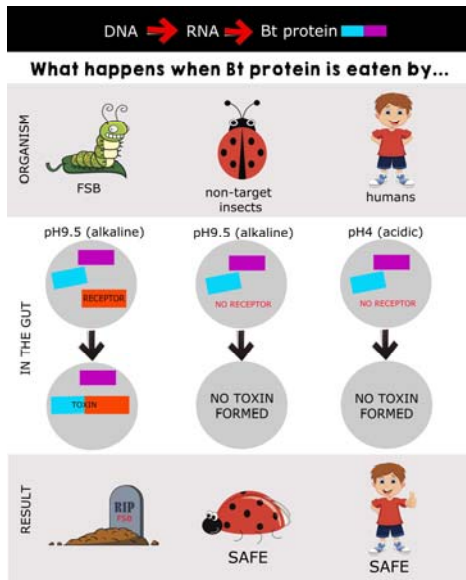 DNA RNA Bt protein
What happens when Bt protein is eaten by...
ORGANISM
FSB
non-target
insects
humans
IN THE GUT
pH9.5 (alkaline)
pH9.5 (alkaline)
pH4 (acidic)
RECEPTOR
NO RECEPTOR
NO RECEPTOR
TOXIN
NO TOXIN
FORMED
NO TOXIN
FORMED
RESULT
RIP
FSB
SAFE
SAFE